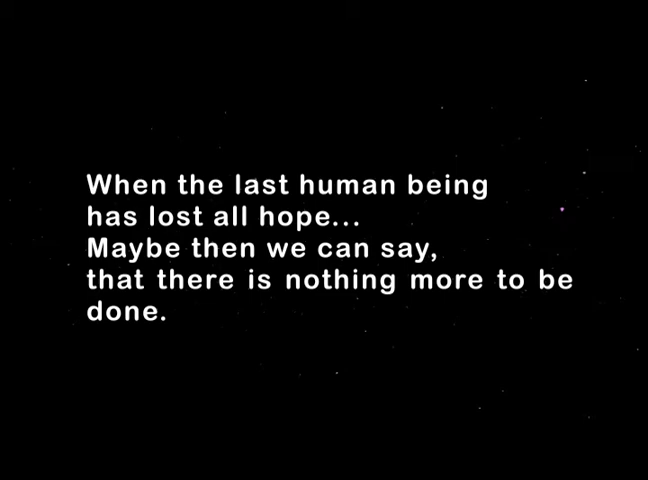 When the last human being
has lost all hope...
Maybe then we can say,
that there is nothing more to be
done.